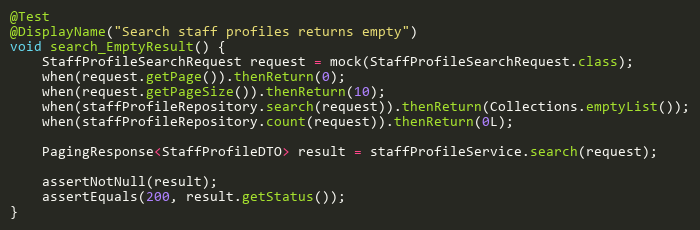 @Test
@DisplayName("Search staff profiles returns empty")
void search_EmptyResult() {
    StaffProfileSearchRequest request = mock(StaffProfileSearchRequest.class);
    when(request.getPage()).thenReturn(0);
    when(request.getPageSize()).thenReturn(10);
    when(staffProfileRepository.search(request)).thenReturn(Collections.emptyList());
    when(staffProfileRepository.count(request)).thenReturn(0L);

    PagingResponse<StaffProfileDTO> result = staffProfileService.search(request);

    assertNotNull(result);
    assertEquals(200, result.getStatus());
}